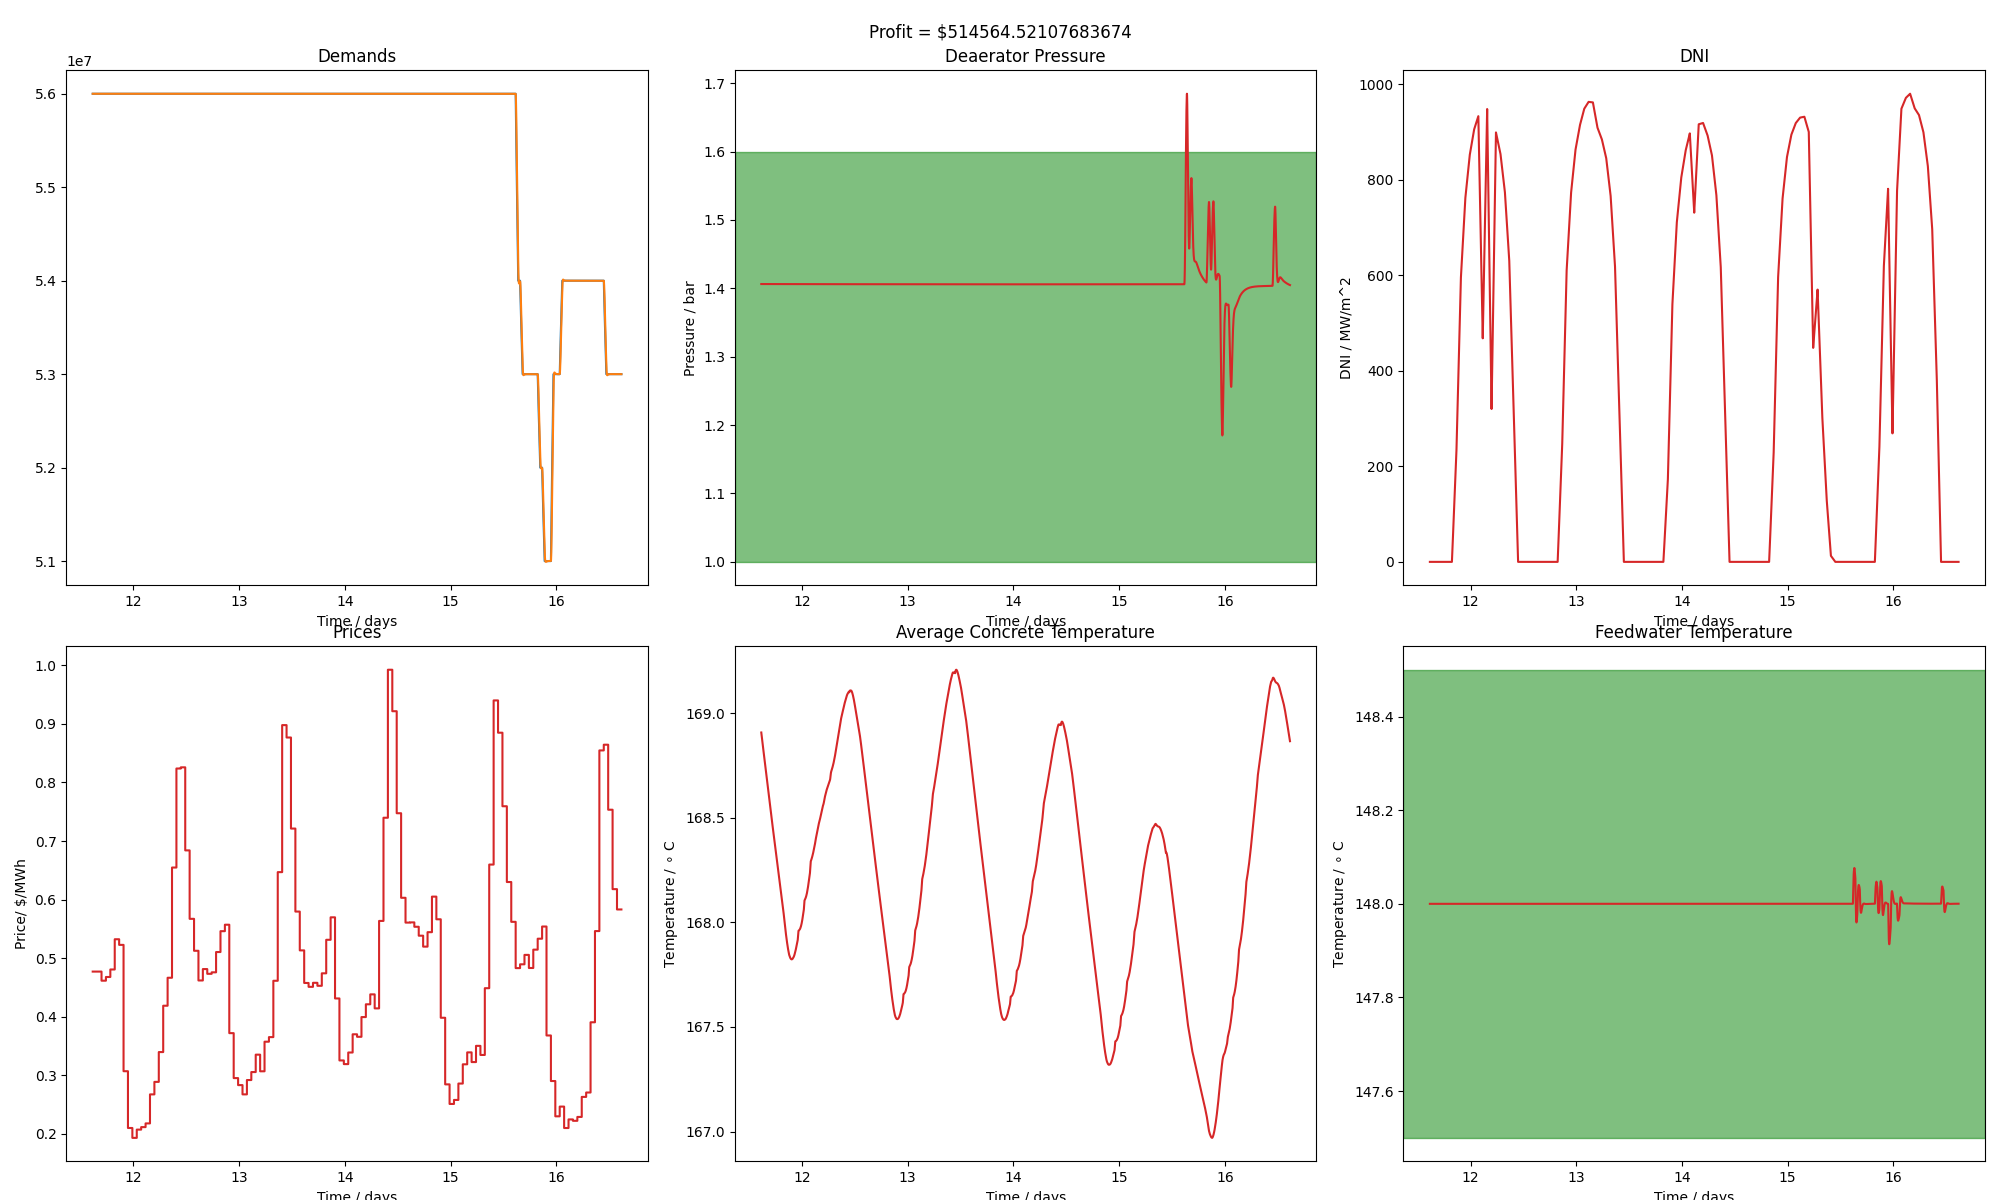 Profit = $514564.52107683674
Demands
1e7
5.6
5.5
5.4
5.3
5.2
5.1
12 13 14 15 16
Time / days
Deaerator Pressure
Pressure / bar
1.7
1.6
1.5
1.4
1.3
1.2
1.1
1.0
12 13 14 15 16
Time / days
DNI
DNI / MW/m^2
1000
800
600
400
200
0
12 13 14 15 16
Time / days
Prices
Price/ $/MWh
1.0
0.9
0.8
0.7
0.6
0.5
0.4
0.3
0.2
12 13 14 15 16
Time / days
Average Concrete Temperature
Temperature / ∘ C
169.0
168.5
168.0
167.5
167.0
12 13 14 15 16
Time / days
Feedwater Temperature
Temperature / ∘ C
148.4
148.2
148.0
147.8
147.6
12 13 14 15 16
Time / days